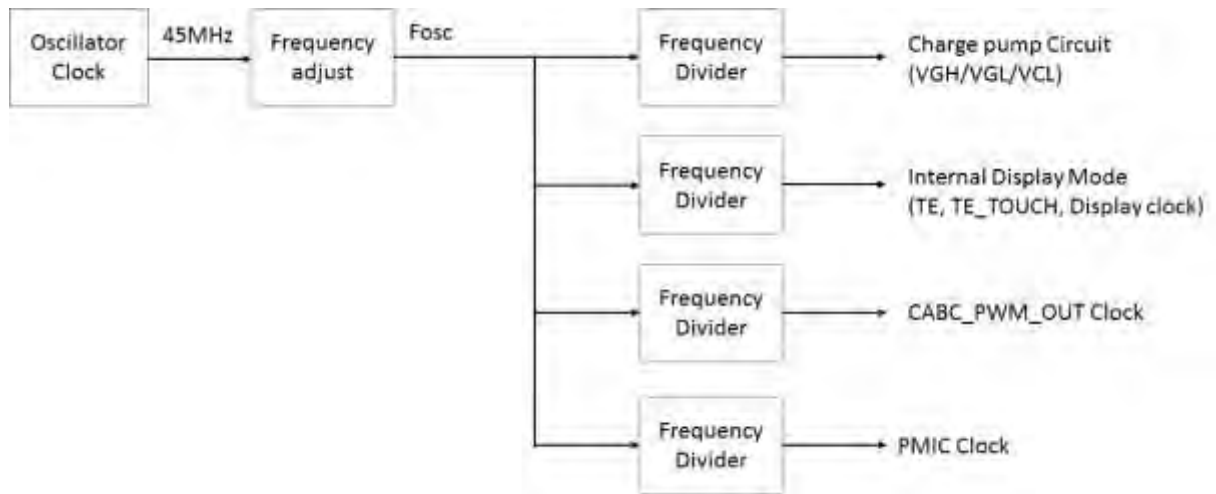 Oscillator
Clock
45MHz
Frequency
adjust
Fosc
Frequency
Divider
Charge pump Circuit
(VGH/VGL/VCL)
Frequency
Divider
Internal Display Mode
(TE, TE_TOUCH, Display clock)
Frequency
Divider
CABC_PWM_OUT Clock
Frequency
Divider
PMIC Clock